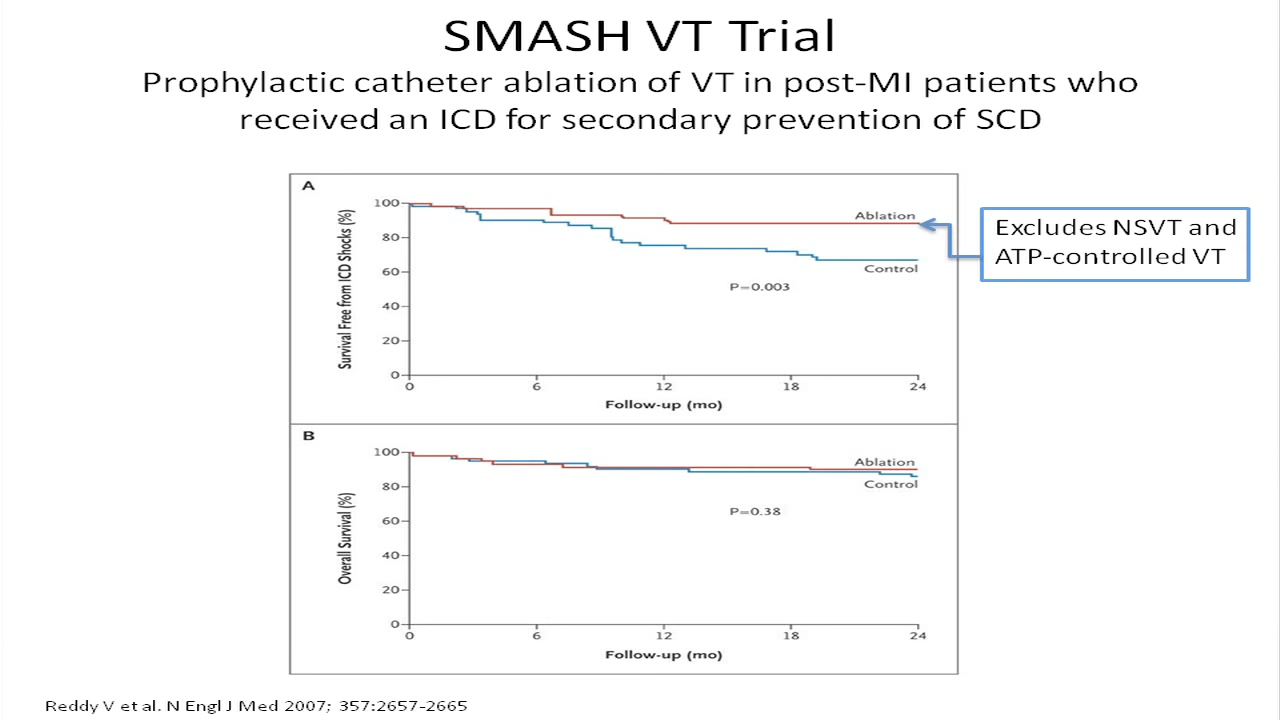 SMASH VT Trial
Prophylactic catheter ablation of VT in post-MI patients who
received an ICD for secondary prevention of SCD
A
Survival Free from ICD Shocks (%)
100
80
60
40
20
0
Ablation
Control
P=0.003
0 6 12 18 24
Follow-up (mo)
Excludes NSVT and
ATP-controlled VT
B
Overall Survival (%)
100
80
60
40
20
0
Ablation
Control
P=0.38
0 6 12 18 24
Follow-up (mo)
Reddy V et al. N Engl J Med 2007; 357:2657-2665